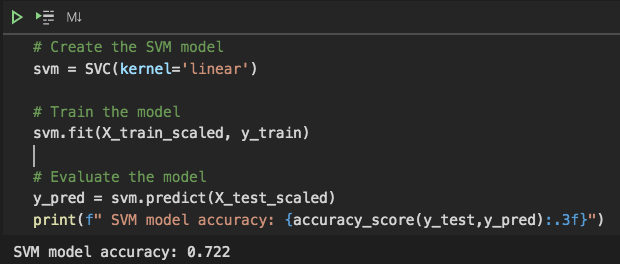 M↓
# Create the SVM model
svm = SVC(kernel='linear')
# Train the model
svm.fit(X_train_scaled, y_train)
# Evaluate the model
y_pred = svm.predict(X_test_scaled)
print(f" SVM model accuracy: {accuracy_score(y_test,y_pred):.3f}")
SVM model accuracy: 0.722